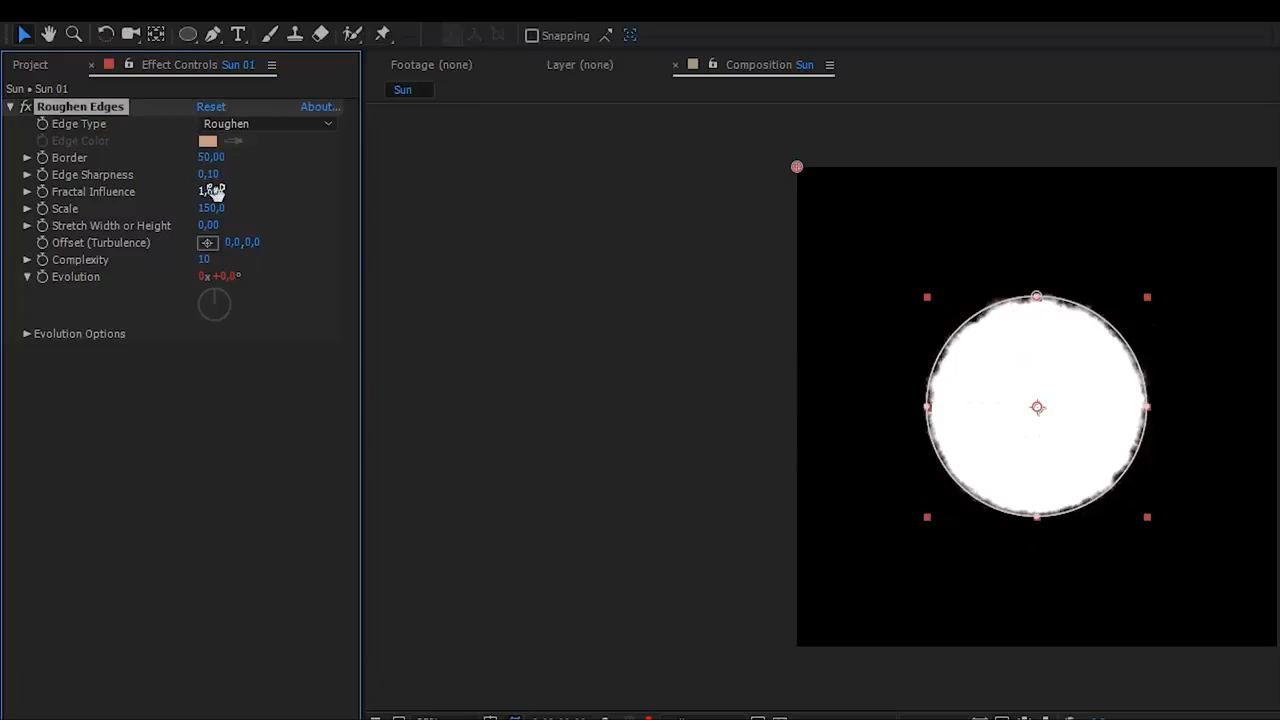 Snapping
Project
× Effect Controls Sun 01
Footage (none)
Layer (none)
× Composition Sun
Sun • Sun 01
Sun
fx Roughen Edges Reset About...
Edge Type Roughen
Edge Color
Border 50,00
Edge Sharpness 0,10
Fractal Influence
Scale 150,0
Stretch Width or Height 0,00
Offset (Turbulence) 0,0,0,0
Complexity 10
Evolution 0x +0,0°
Evolution Options